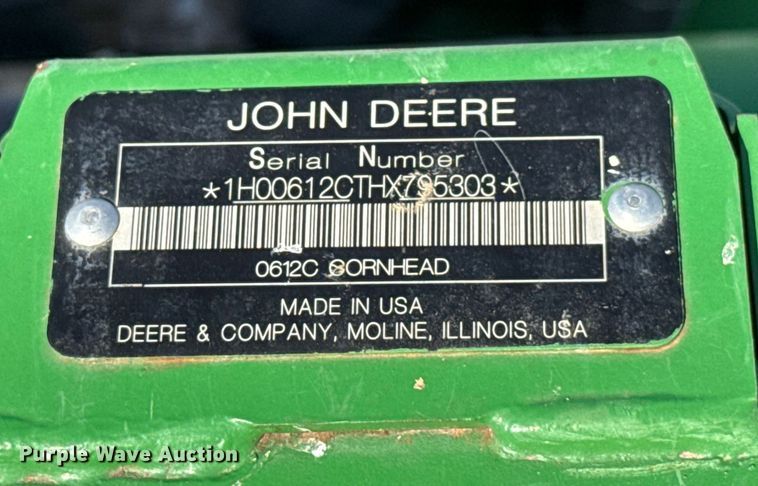 JOHN DEERE
Serial Number
*1H00612CTHX795303*
0612C CORNHEAD
MADE IN USA
DEERE & COMPANY, MOLINE, ILLINOIS, USA
Purple Wave Auction